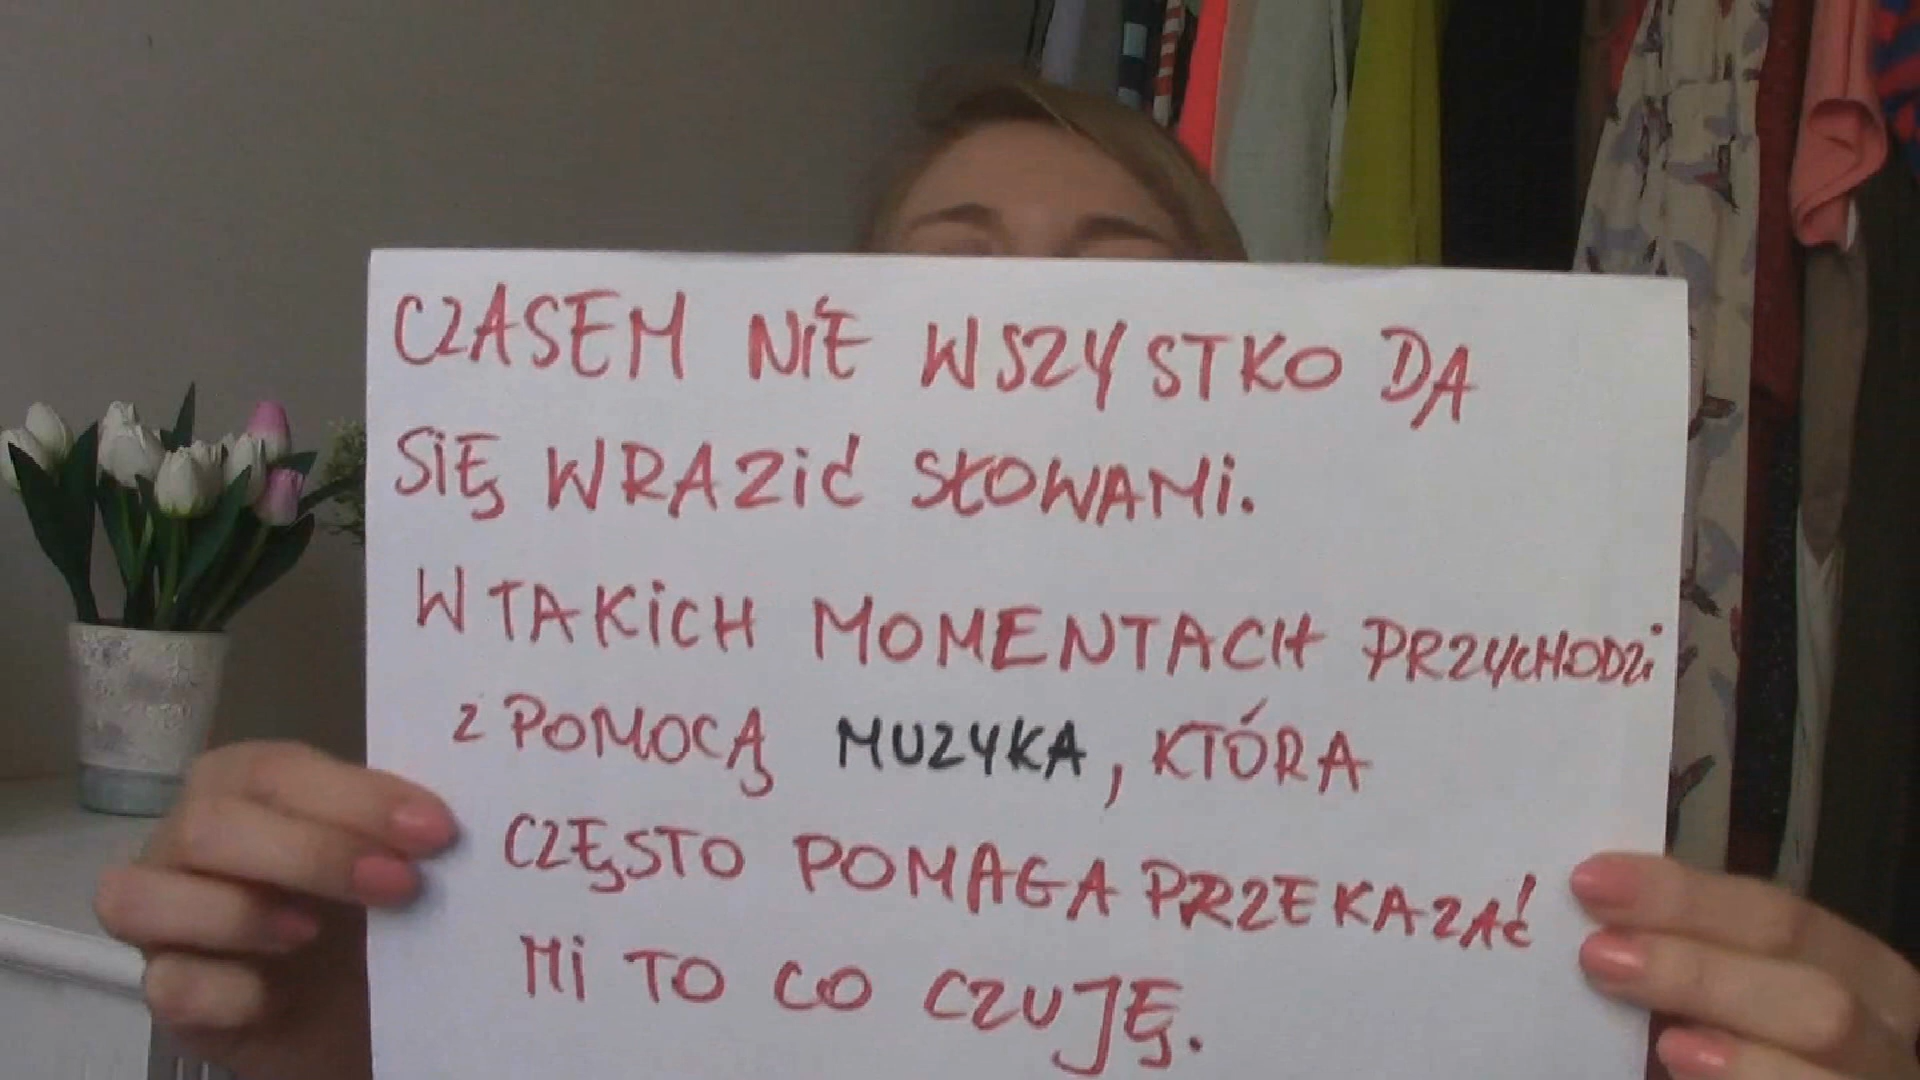 CZASEM NIE WSZYSTKO DA
SIĘ WRAZIĆ SŁOWAMI.
W TAKICH MOMENTACH PRZYCHODZI
Z POMOCĄ MUZYKA, KTÓRA
CZĘSTO POMAGA PRZEKAZAĆ
MI TO CO CZUJĘ.